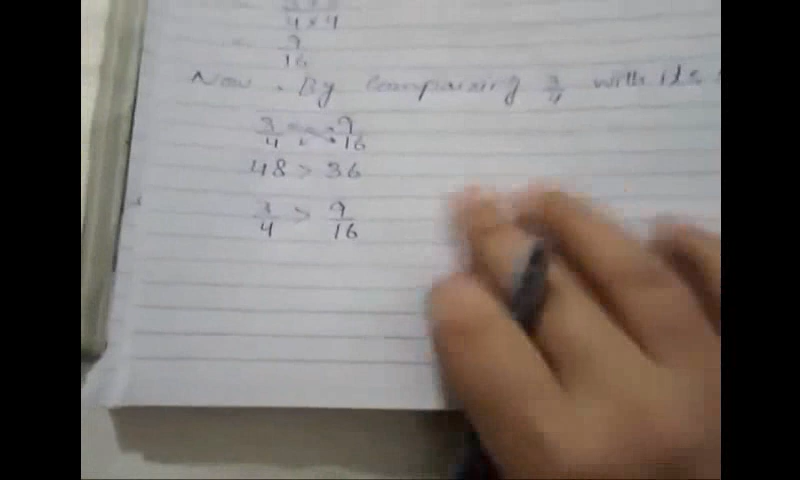 4 × 4
= 9/16
Now . By Comparing 3/4 with its
3/4 9/16
48 > 36
3/4 > 9/16